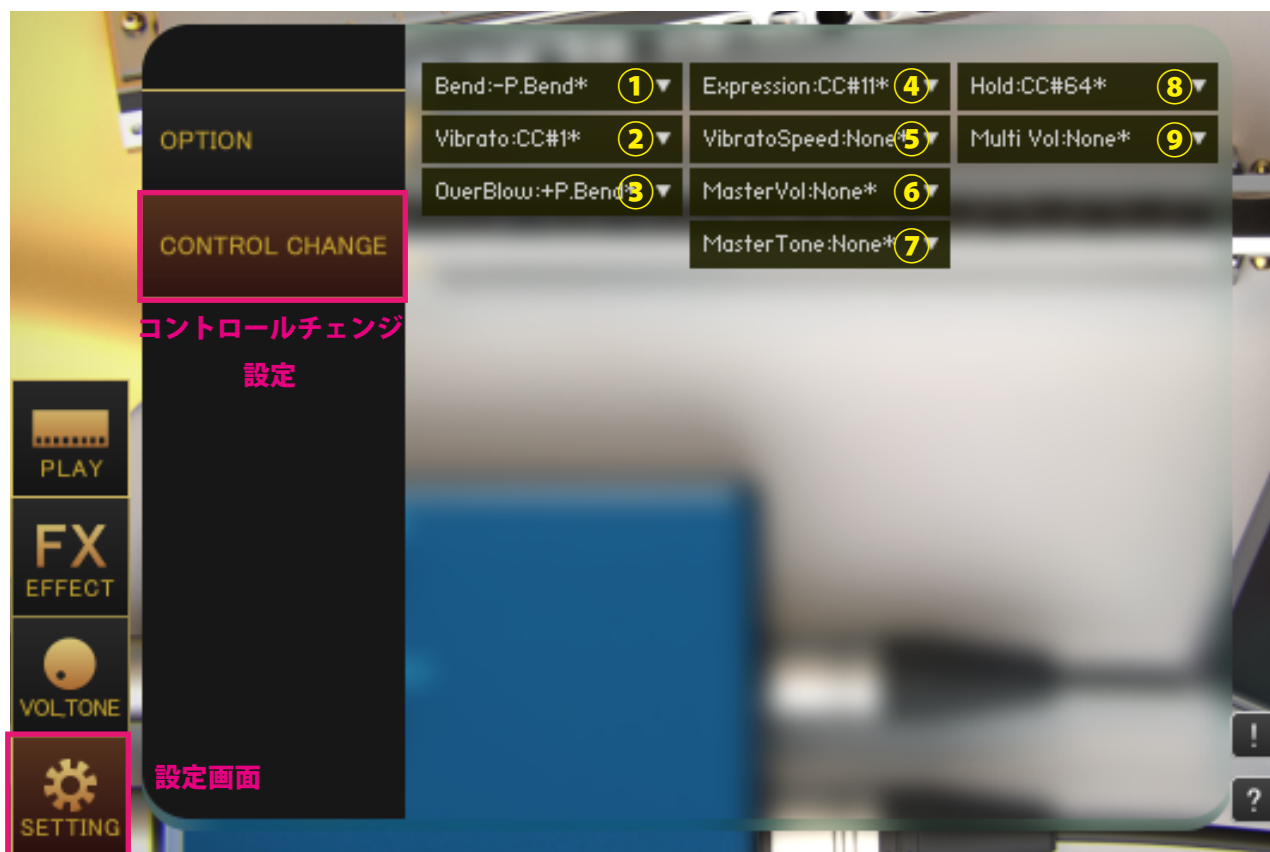 Bend:-P.Bend* ① ▼
Expression:CC#11* ④ ▼
Hold:CC#64* ⑧ ▼
OPTION
Vibrato:CC#1* ② ▼
VibratoSpeed:None* ⑤ ▼
Multi Vol:None* ⑨ ▼
OverBlow:+P.Bend* ③ ▼
MasterVol:None* ⑥ ▼
CONTROL CHANGE
MasterTone:None* ⑦ ▼
コントロールチェンジ
設定
PLAY
FX
EFFECT
VOL,TONE
設定画面
SETTING
!
?